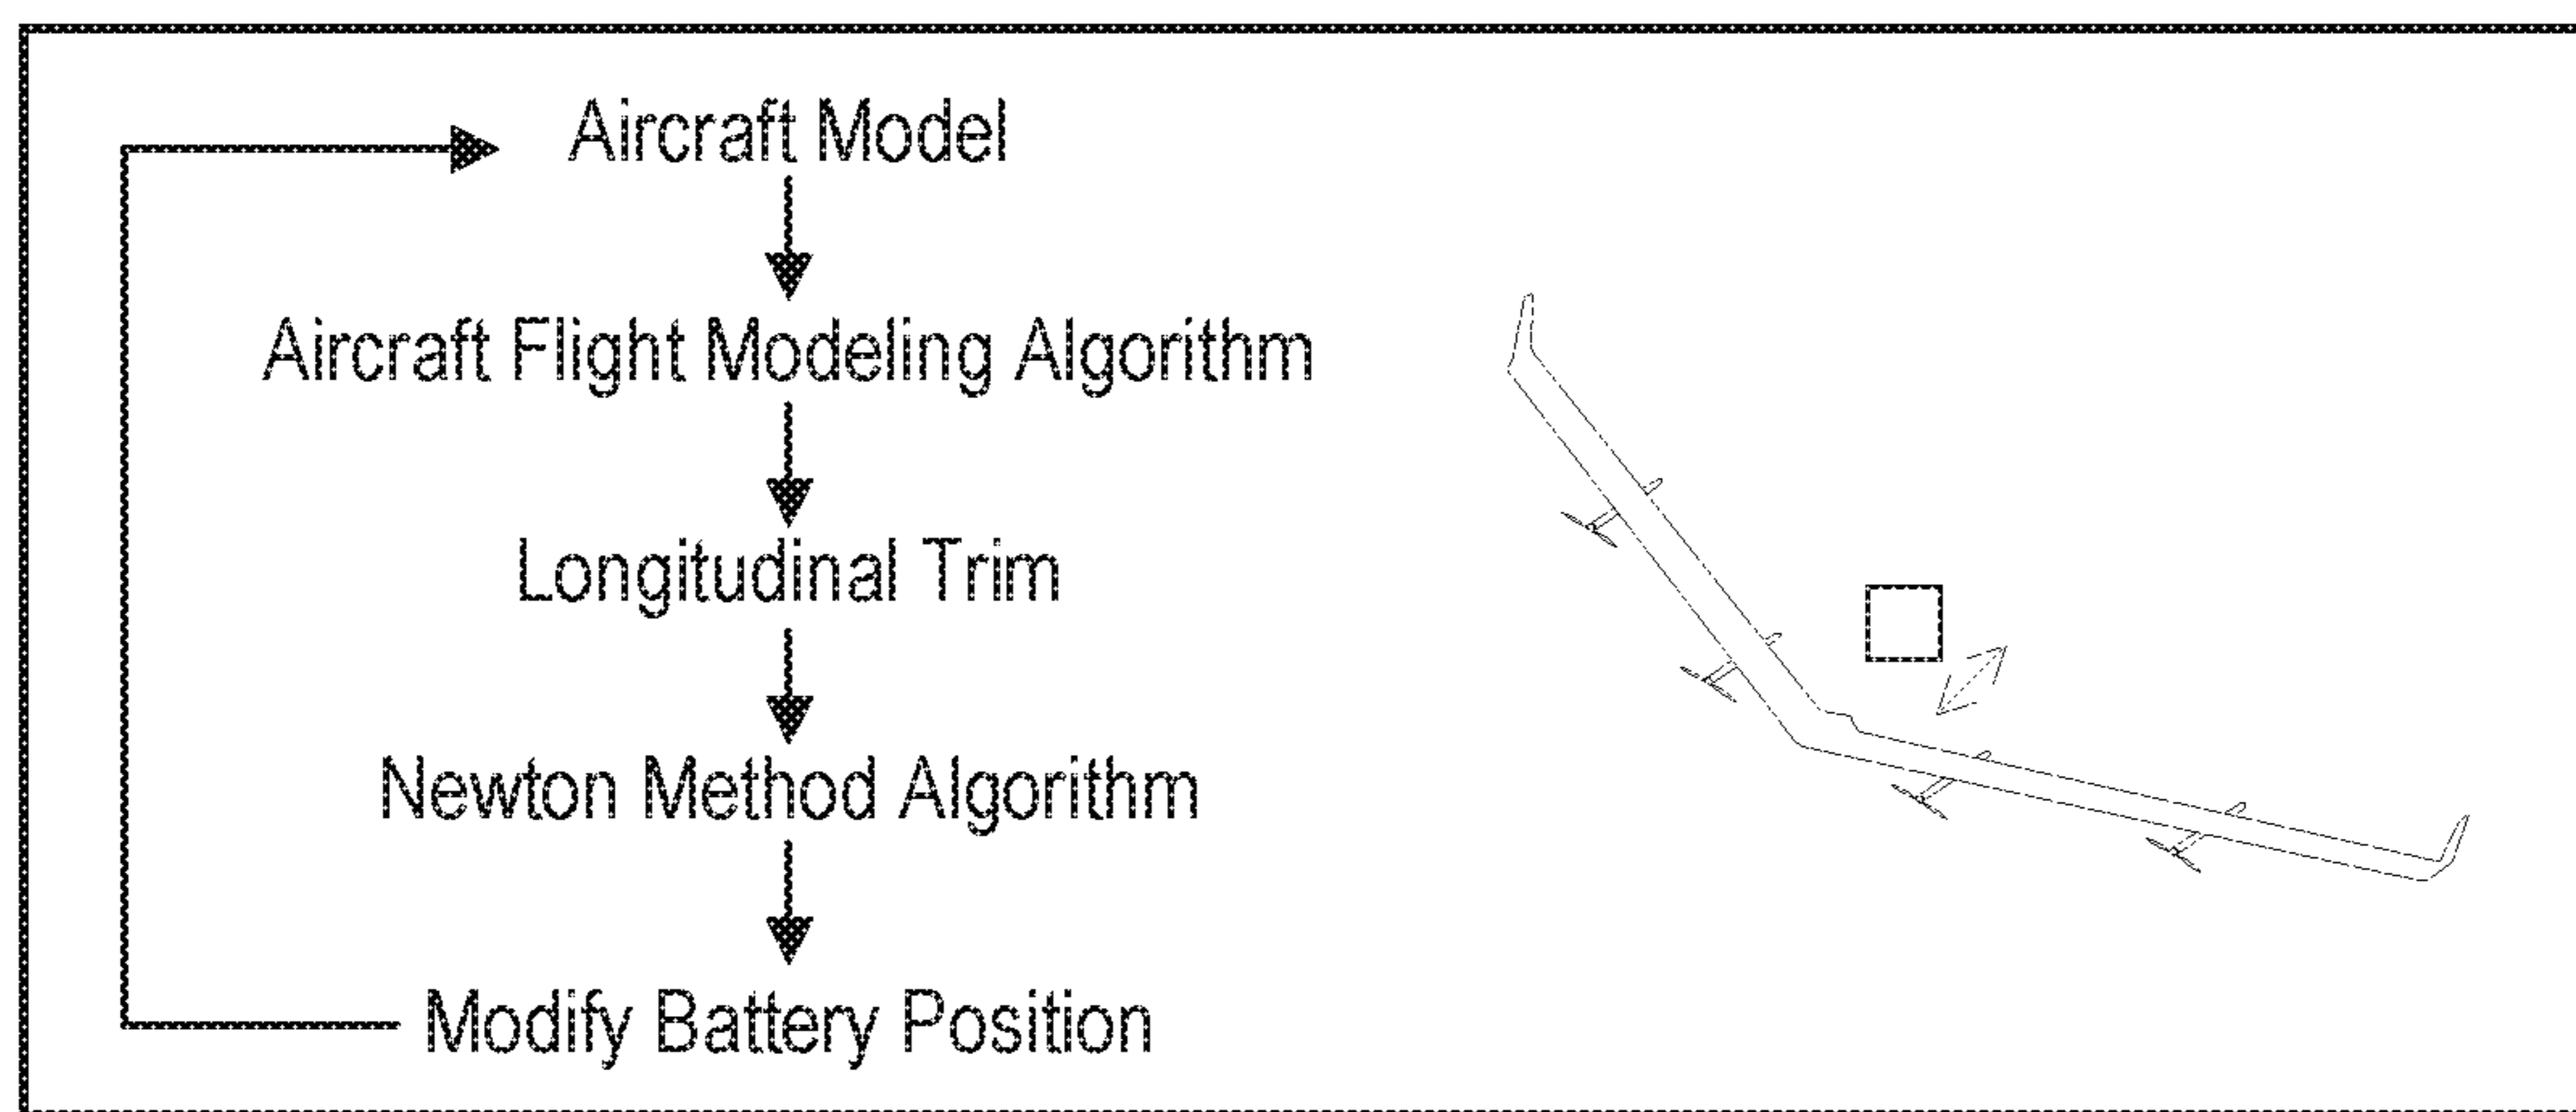 Aircraft Model
Aircraft Flight Modeling Algorithm
Longitudinal Trim
Newton Method Algorithm
Modify Battery Position